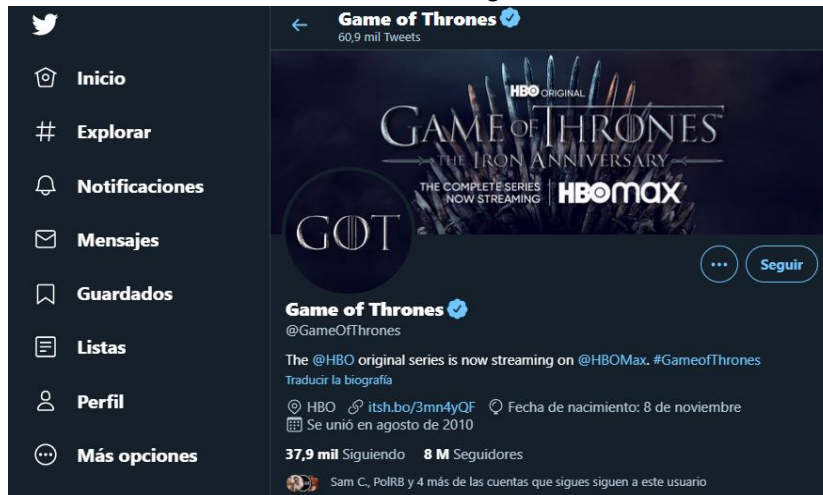 Inicio
Explorar
Notificaciones
Mensajes
Guardados
Listas
Perfil
Más opciones
Game of Thrones
60,9 mil Tweets
HBO ORIGINAL
GAME OF THRONES
THE IRON ANNIVERSARY
THE COMPLETE SERIES
NOW STREAMING
HBOMAX
GOT
Seguir
Game of Thrones
@GameOfThrones
The @HBO original series is now streaming on @HBOMax. #GameofThrones
Traducir la biografía
HBO itsh.bo/3mn4yQF Fecha de nacimiento: 8 de noviembre
Se unió en agosto de 2010
37,9 mil Siguiendo 8 M Seguidores
Sam C., PolRB y 4 más de las cuentas que sigues siguen a este usuario